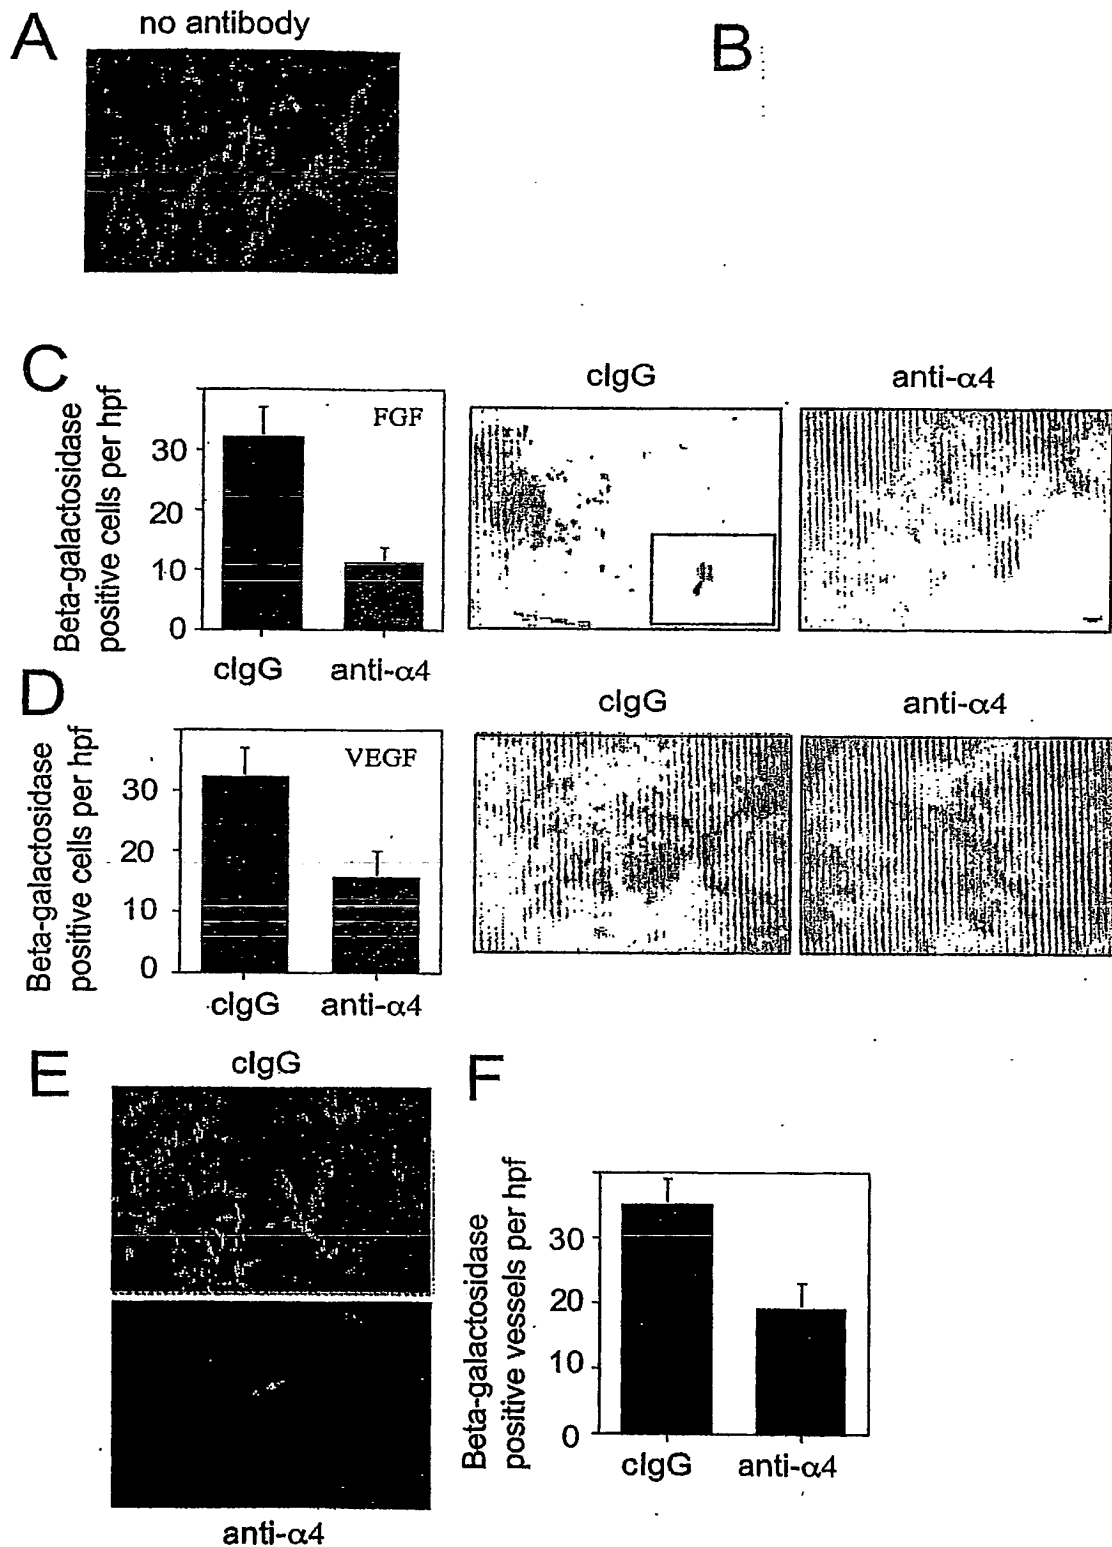 A
no antibody
B
C
Beta-galactosidase
positive cells per hpf
30
20
10
0
FGF
cIgG
anti-α4
cIgG
anti-α4
D
Beta-galactosidase
positive cells per hpf
30
20
10
0
VEGF
cIgG
anti-α4
cIgG
anti-α4
E
cIgG
anti-α4
F
Beta-galactosidase
positive vessels per hpf
30
20
10
0
cIgG
anti-α4